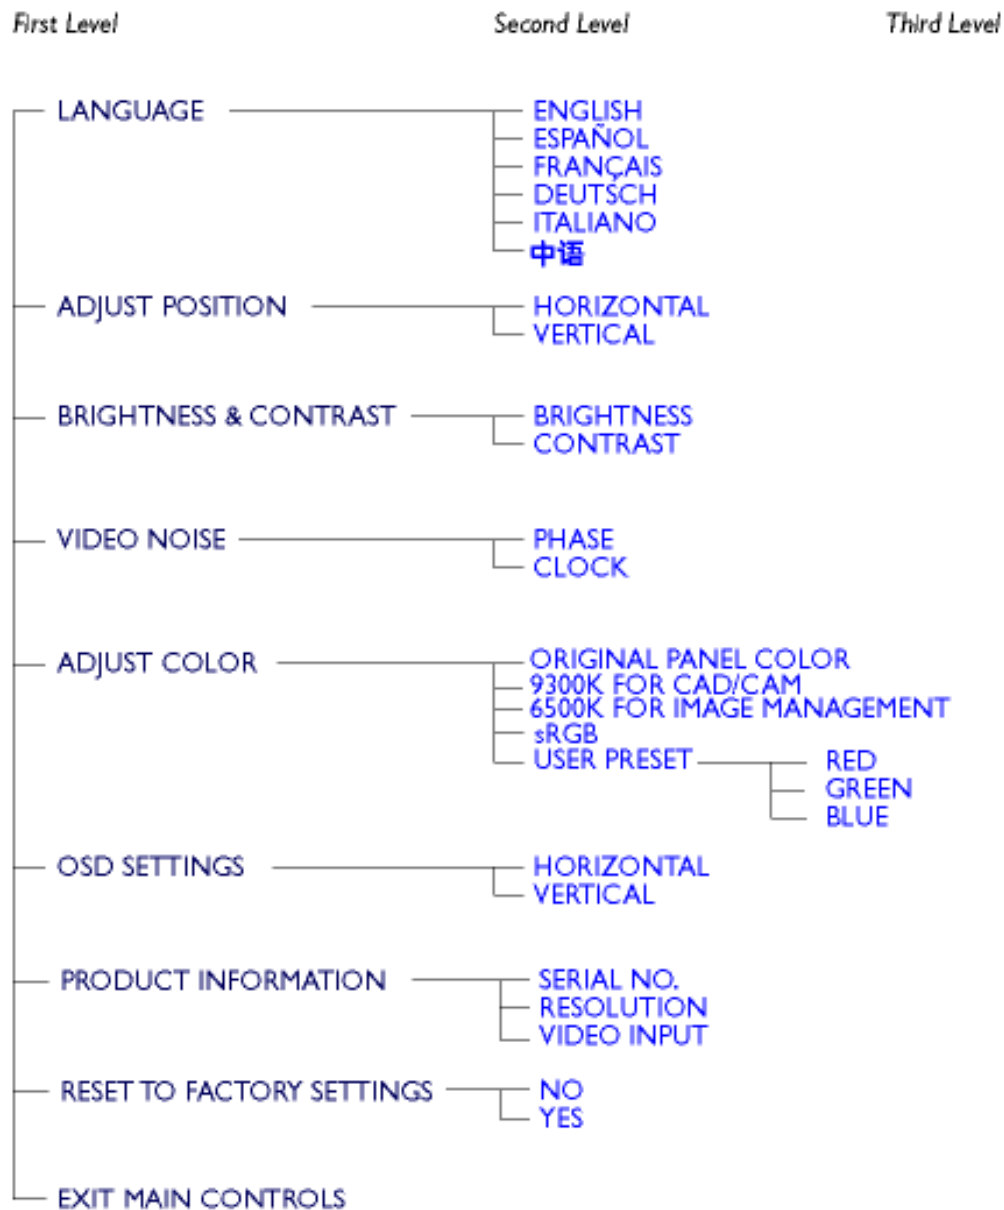 First Level Second Level Third Level
LANGUAGE ENGLISH
ESPAÑOL
FRANÇAIS
DEUTSCH
ITALIANO
中语
ADJUST POSITION HORIZONTAL
VERTICAL
BRIGHTNESS & CONTRAST BRIGHTNESS
CONTRAST
VIDEO NOISE PHASE
CLOCK
ADJUST COLOR ORIGINAL PANEL COLOR
9300K FOR CAD/CAM
6500K FOR IMAGE MANAGEMENT
sRGB
USER PRESET RED
GREEN
BLUE
OSD SETTINGS HORIZONTAL
VERTICAL
PRODUCT INFORMATION SERIAL NO.
RESOLUTION
VIDEO INPUT
RESET TO FACTORY SETTINGS NO
YES
EXIT MAIN CONTROLS